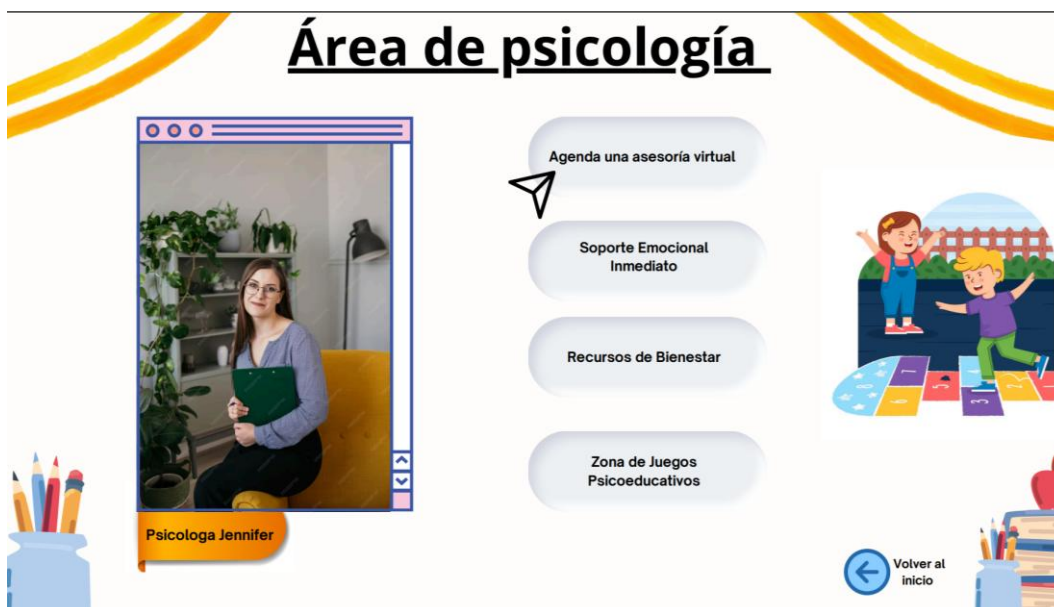 Área de psicología
Agenda una asesoría virtual
Soporte Emocional
Inmediato
Recursos de Bienestar
Zona de Juegos
Psicoeducativos
Psicologa Jennifer
Volver al
inicio